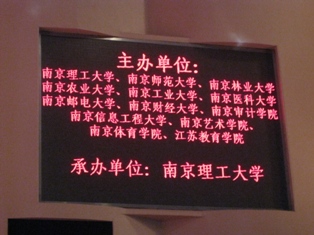 主办单位：
南京理工大学、南京师范大学、南京林业大学
南京农业大学、南京工业大学、南京医科大学
南京邮电大学、南京财经大学、南京审计学院
南京信息工程大学、南京艺术学院、
南京体育学院、江苏教育学院
承办单位：南京理工大学